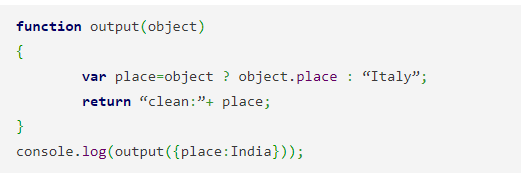 function output(object)
{
var place=object ? object.place : “Italy”;
return “clean:”+ place;
}
console.log(output({place:India}));